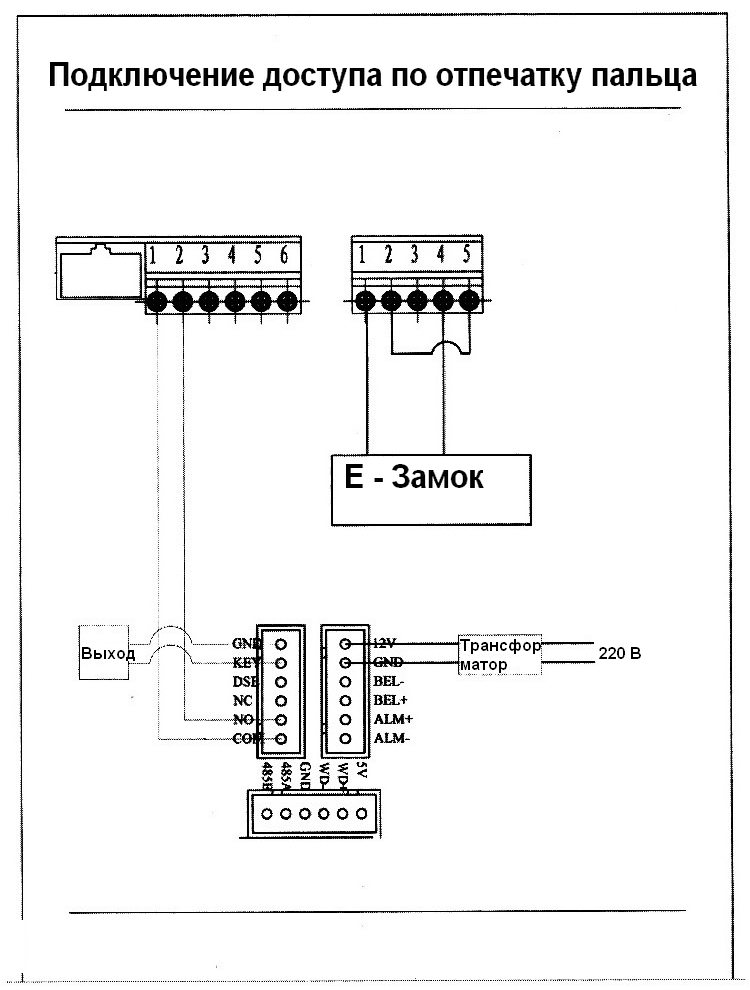 Подключение доступа по отпечатку пальца
1 2 3 4 5 6
1 2 3 4 5
E - Замок
Выход
GND
KEY
DSE
NC
NO
COM
12V
GND
BEL-
BEL+
ALM+
ALM-
Трансфор
матор
220 В
485B 485A GND WD- WD+ 5V